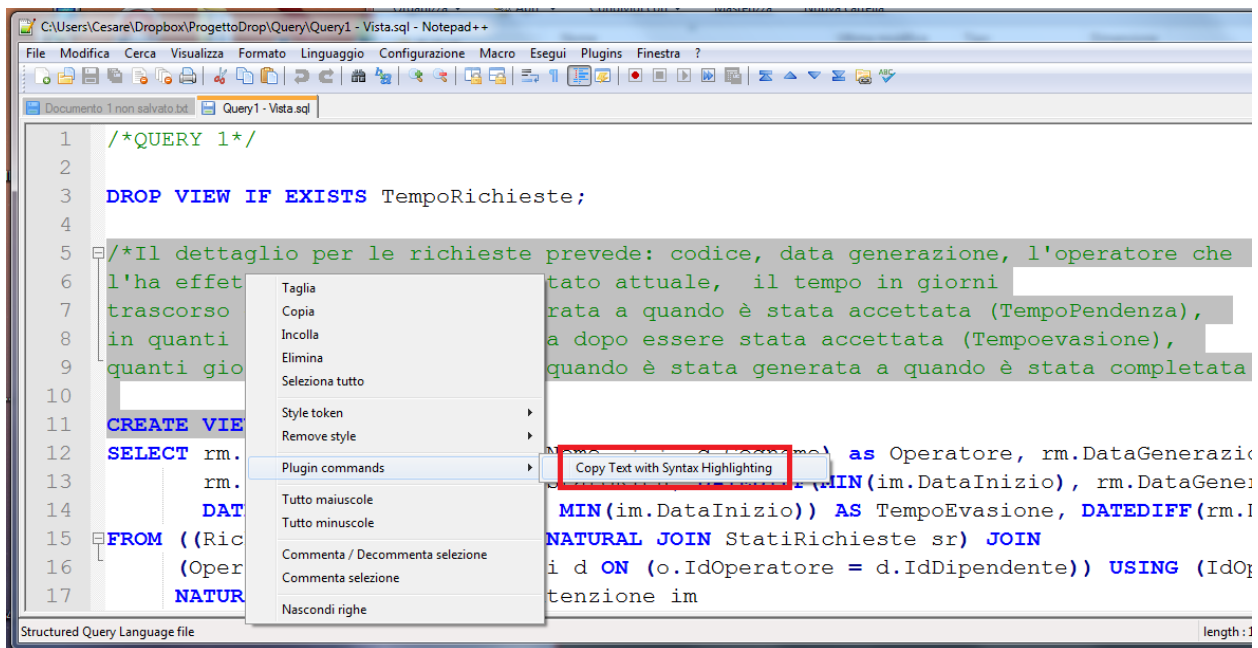 C:\Users\Cesare\Dropbox\ProgettoDrop\Query\Query1 - Vista.sql - Notepad++
File Modifica Cerca Visualizza Formato Linguaggio Configurazione Macro Esegui Plugins Finestra ?
Documento 1 non salvato.txt Query1 - Vista.sql
1 /*QUERY 1*/
2
3 DROP VIEW IF EXISTS TempoRichieste;
4
5 /*Il dettaglio per le richieste prevede: codice, data generazione, l'operatore che
6 l'ha effet tato attuale, il tempo in giorni
7 trascorso rata a quando è stata accettata (TempoPendenza),
8 in quanti a dopo essere stata accettata (Tempoevasione),
9 quanti gio quando è stata generata a quando è stata completata
10
11 CREATE VIE
12 SELECT rm. as Operatore, rm.DataGenerazio
13 rm. (MIN(im.DataInizio), rm.DataGener
14 DAT MIN(im.DataInizio)) AS TempoEvasione, DATEDIFF(rm.
15 FROM ((Ric NATURAL JOIN StatiRichieste sr) JOIN
16 (Oper i d ON (o.IdOperatore = d.IdDipendente)) USING (IdOp
17 NATUR tenzione im
Taglia
Copia
Incolla
Elimina
Seleziona tutto
Style token
Remove style
Plugin commands
Copy Text with Syntax Highlighting
Tutto maiuscole
Tutto minuscole
Commenta / Decommenta selezione
Commenta selezione
Nascondi righe
Structured Query Language file length : 1